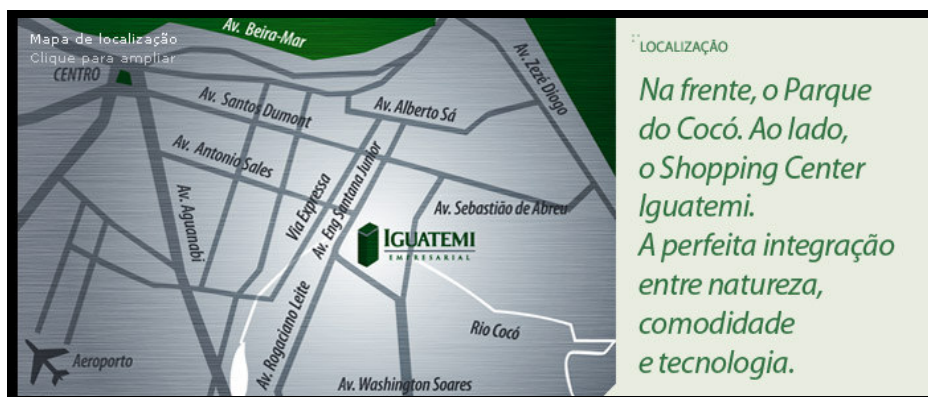 Mapa de localização
Clique para ampliar
CENTRO
Av. Beira-Mar
Av. Zezé Diogo
Av. Santos Dumont
Av. Alberto Sá
Av. Antonio Sales
Av. Aguanabi
Via Expressa
Av. Eng Santana Junior
Av. Sebastião de Abreu
IGUATEMI
EMPRESARIAL
Av. Rogaciano Leite
Rio Cocó
Aeroporto
Av. Washington Soares
LOCALIZAÇÃO
Na frente, o Parque
do Cocó. Ao lado,
o Shopping Center
Iguatemi.
A perfeita integração
entre natureza,
comodidade
e tecnologia.